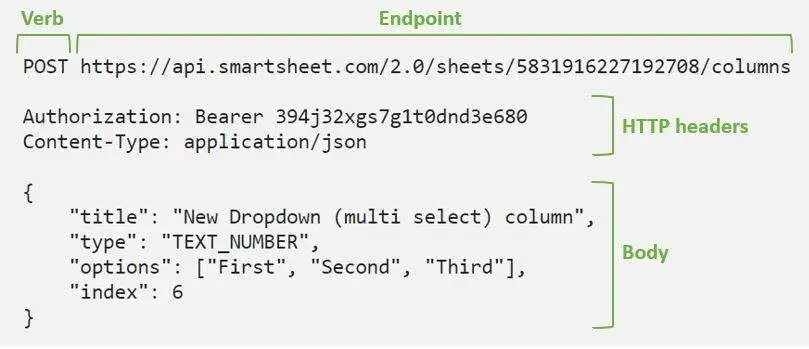 Verb Endpoint
POST https://api.smartsheet.com/2.0/sheets/5831916227192708/columns
Authorization: Bearer 394j32xgs7g1t0dnd3e680
Content-Type: application/json
HTTP headers
{
"title": "New Dropdown (multi select) column",
"type": "TEXT_NUMBER",
"options": ["First", "Second", "Third"],
"index": 6
}
Body